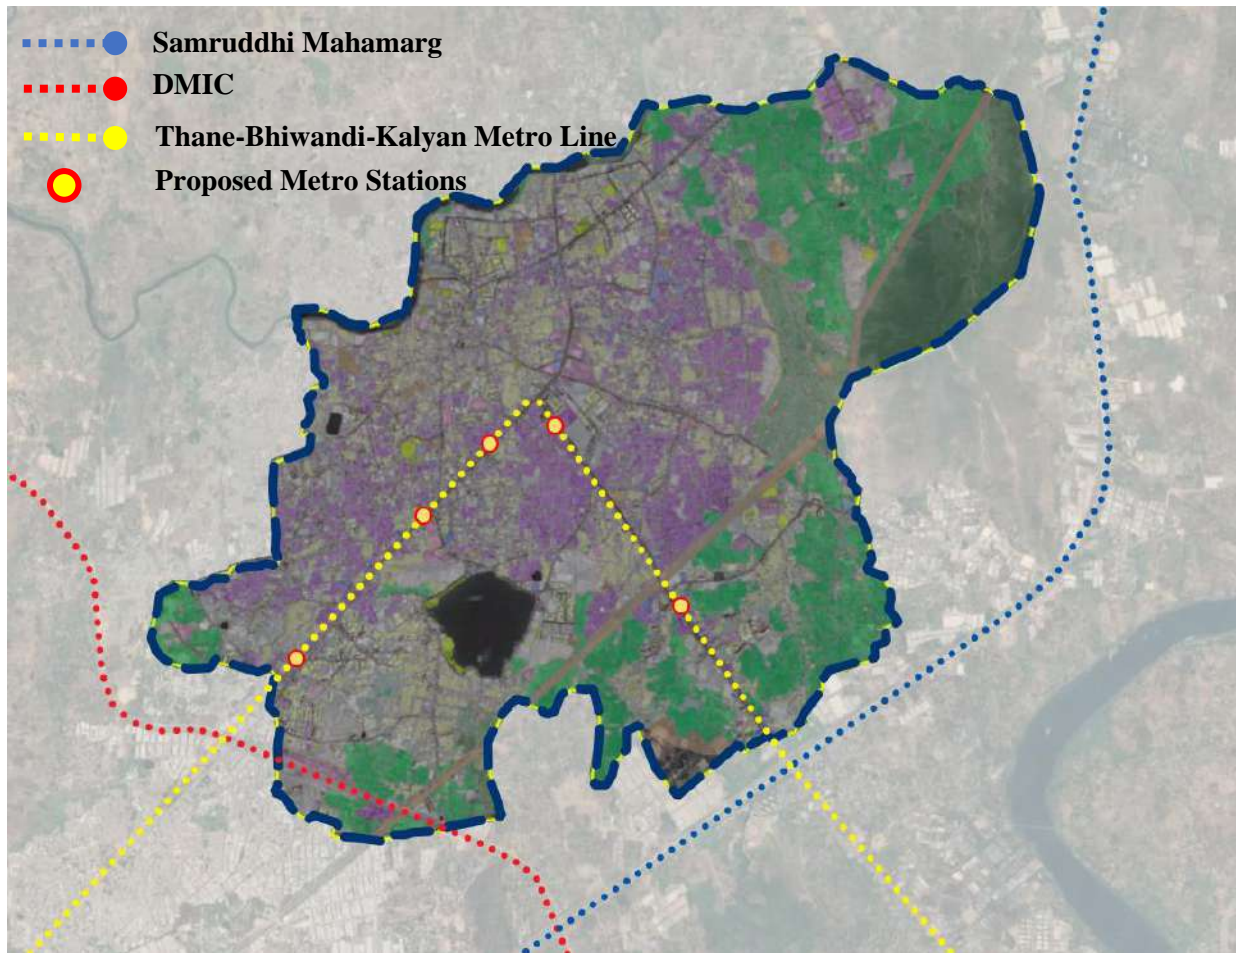 Samruddhi Mahamarg
DMIC
Thane-Bhiwandi-Kalyan Metro Line
Proposed Metro Stations